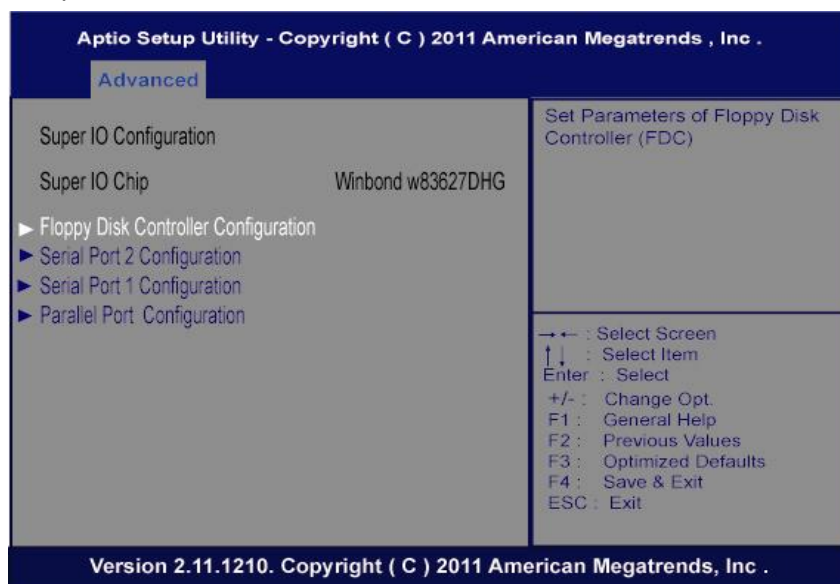 Aptio Setup Utility - Copyright ( C ) 2011 American Megatrends , Inc .
Advanced
Super IO Configuration
Super IO Chip Winbond w83627DHG
► Floppy Disk Controller Configuration
► Serial Port 2 Configuration
► Serial Port 1 Configuration
► Parallel Port Configuration
Set Parameters of Floppy Disk
Controller (FDC)
→← : Select Screen
↑↓ : Select Item
Enter : Select
+/- : Change Opt.
F1 : General Help
F2 : Previous Values
F3 : Optimized Defaults
F4 : Save & Exit
ESC : Exit
Version 2.11.1210. Copyright ( C ) 2011 American Megatrends, Inc .